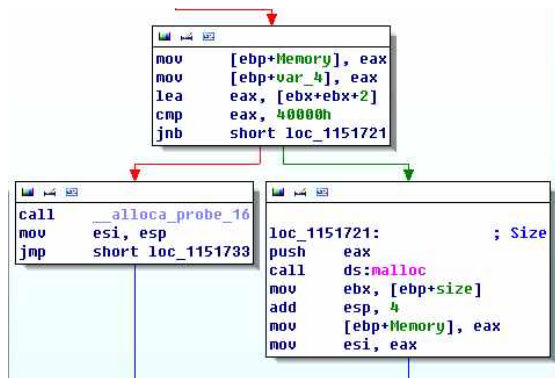 mov [ebp+Memory], eax
mov [ebp+var_4], eax
lea eax, [ebx+ebx+2]
cmp eax, 40000h
jnb short loc_1151721
call __alloca_probe_16
mov esi, esp
jmp short loc_1151733
loc_1151721: ; Size
push eax
call ds:malloc
mov ebx, [ebp+size]
add esp, 4
mov [ebp+Memory], eax
mov esi, eax